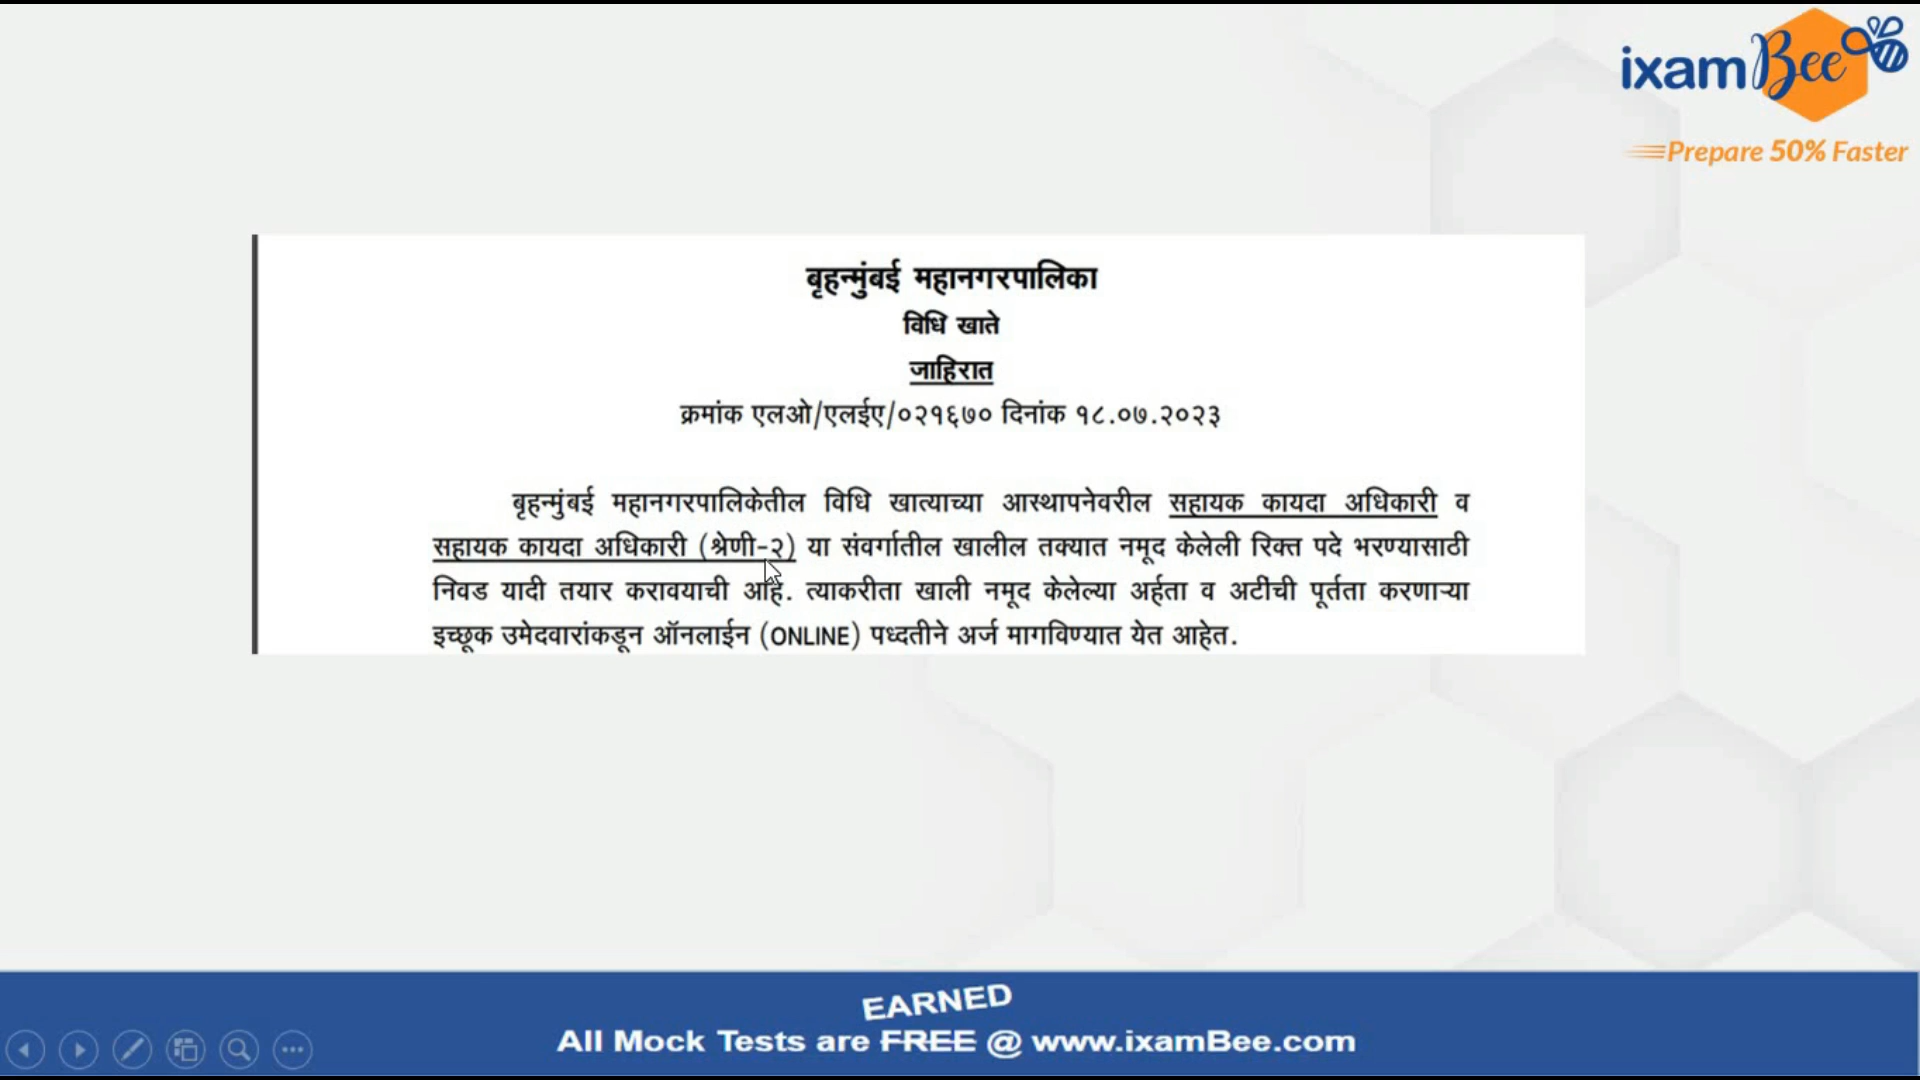 ixamBee
Prepare 50% Faster
बृहन्मुंबई महानगरपालिका
विधि खाते
जाहिरात
क्रमांक एलओ/एलईए/०२१६७० दिनांक १८.०७.२०२३
बृहन्मुंबई महानगरपालिकेतील विधि खात्याच्या आस्थापनेवरील सहायक कायदा अधिकारी व
सहायक कायदा अधिकारी (श्रेणी-२) या संवर्गातील खालील तक्यात नमूद केलेली रिक्त पदे भरण्यासाठी
निवड यादी तयार करावयाची आहे. त्याकरीता खाली नमूद केलेल्या अर्हता व अटींची पूर्तता करणाऱ्या
इच्छूक उमेदवारांकडून ऑनलाईन (ONLINE) पध्दतीने अर्ज मागविण्यात येत आहेत.
EARNED
All Mock Tests are FREE @ www.ixamBee.com